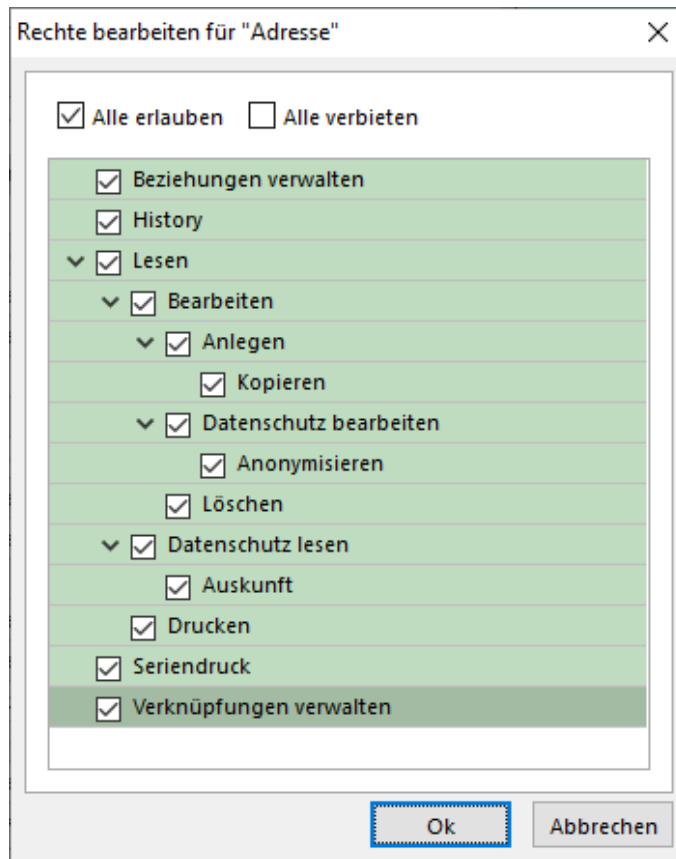 Rechte bearbeiten für "Adresse"
Alle erlauben Alle verbieten
Beziehungen verwalten
History
Lesen
Bearbeiten
Anlegen
Kopieren
Datenschutz bearbeiten
Anonymisieren
Löschen
Datenschutz lesen
Auskunft
Drucken
Seriendruck
Verknüpfungen verwalten
Ok Abbrechen